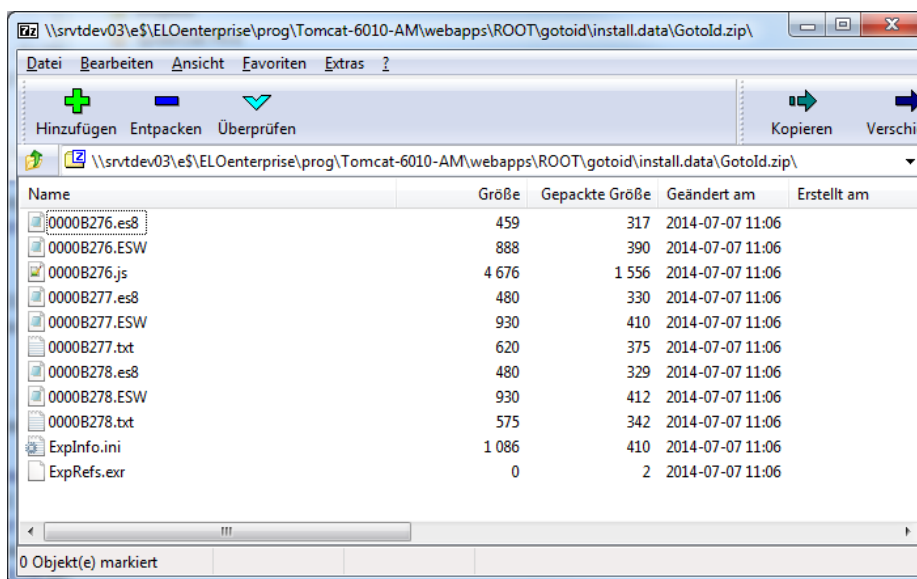 \\srvtdev03\e$\ELOenterprise\prog\Tomcat-6010-AM\webapps\ROOT\gotoid\install.data\GotoId.zip\
Datei Bearbeiten Ansicht Favoriten Extras ?
Hinzufügen Entpacken Überprüfen Kopieren Verschi
\\srvtdev03\e$\ELOenterprise\prog\Tomcat-6010-AM\webapps\ROOT\gotoid\install.data\GotoId.zip\
Name Größe Gepackte Größe Geändert am Erstellt am
0000B276.es8 459 317 2014-07-07 11:06
0000B276.ESW 888 390 2014-07-07 11:06
0000B276.js 4 676 1 556 2014-07-07 11:06
0000B277.es8 480 330 2014-07-07 11:06
0000B277.ESW 930 410 2014-07-07 11:06
0000B277.txt 620 375 2014-07-07 11:06
0000B278.es8 480 329 2014-07-07 11:06
0000B278.ESW 930 412 2014-07-07 11:06
0000B278.txt 575 342 2014-07-07 11:06
ExpInfo.ini 1 086 410 2014-07-07 11:06
ExpRefs.exr 0 2 2014-07-07 11:06
0 Objekt(e) markiert